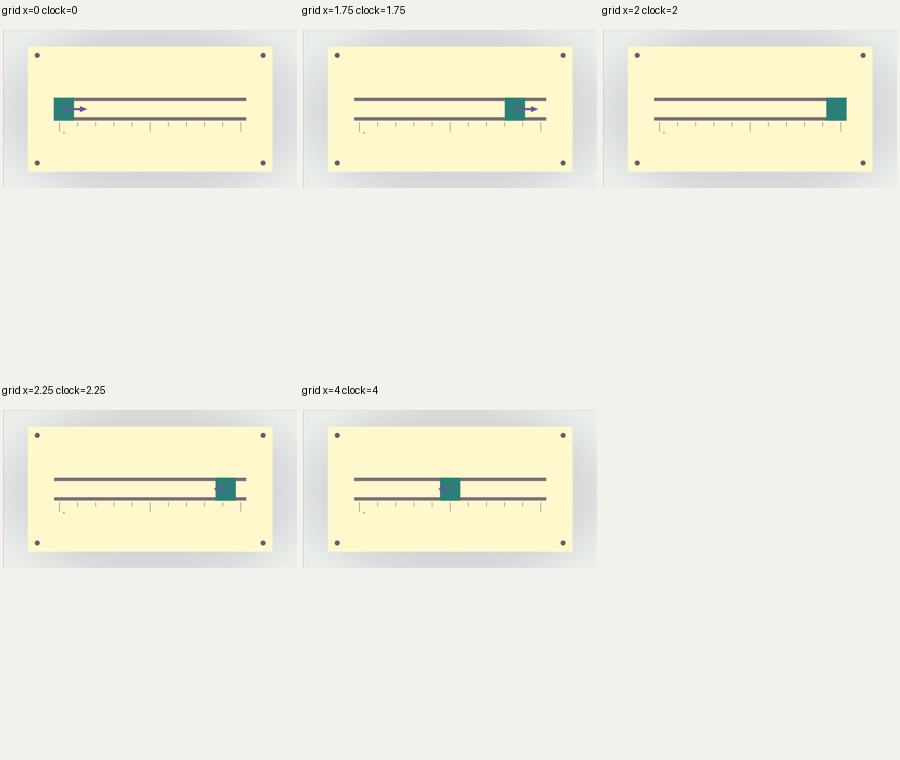 grid x=0 clock=0
grid x=1.75 clock=1.75
grid x=2 clock=2
grid x=2.25 clock=2.25
grid x=4 clock=4